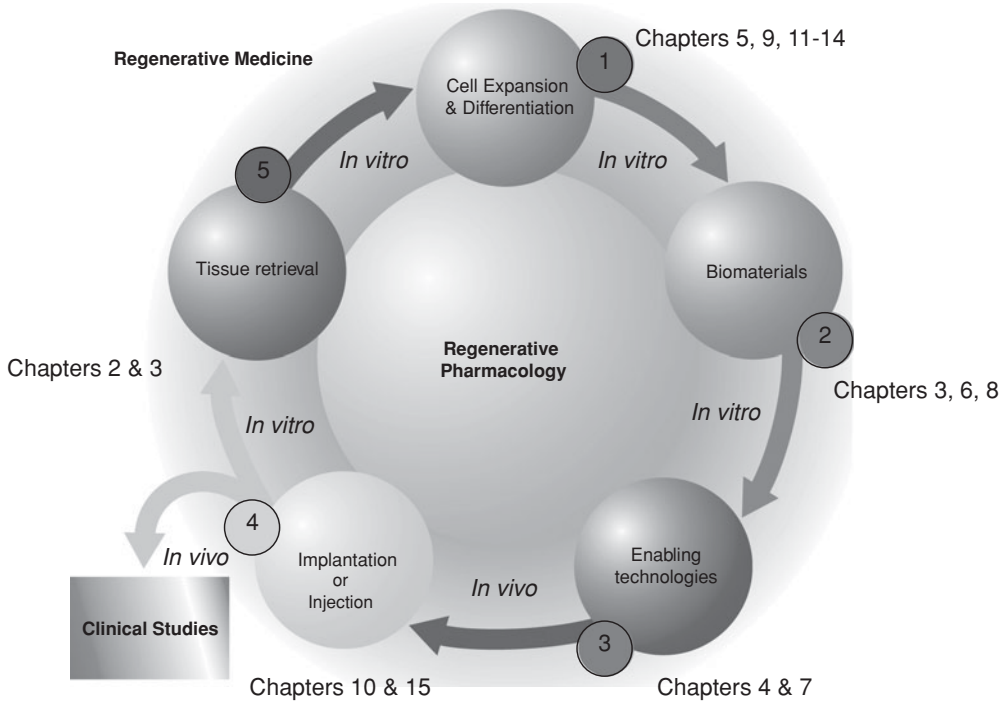 Regenerative Medicine
Chapters 5, 9, 11-14
1
Cell Expansion
& Differentiation
In vitro
In vitro
5
Tissue retrieval
Biomaterials
2
Chapters 2 & 3
Regenerative
Pharmacology
Chapters 3, 6, 8
In vitro
In vitro
4
In vivo
Implantation
or
Injection
In vivo
Enabling
technologies
3
Clinical Studies
Chapters 10 & 15
Chapters 4 & 7